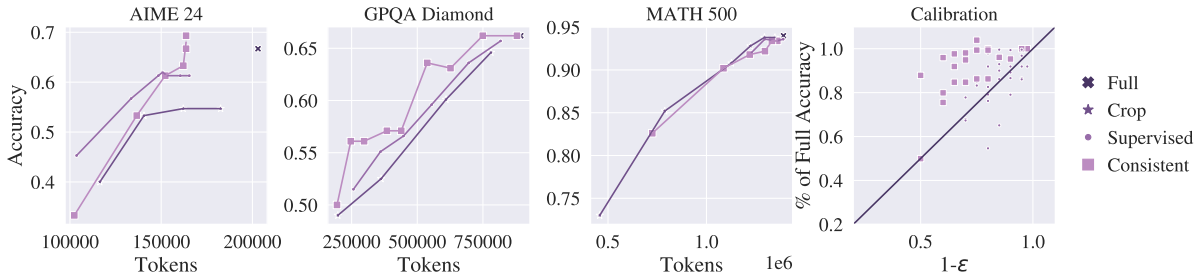 AIME 24
GPQA Diamond
MATH 500
Calibration
Accuracy
0.7
0.6
0.5
0.4
100000
150000
200000
Tokens
0.65
0.60
0.55
0.50
250000
500000
750000
Tokens
0.95
0.90
0.85
0.80
0.75
0.5
1.0
1e6
Tokens
% of Full Accuracy
1.0
0.8
0.6
0.4
0.2
0.5
1.0
1-ε
Full
Crop
Supervised
Consistent